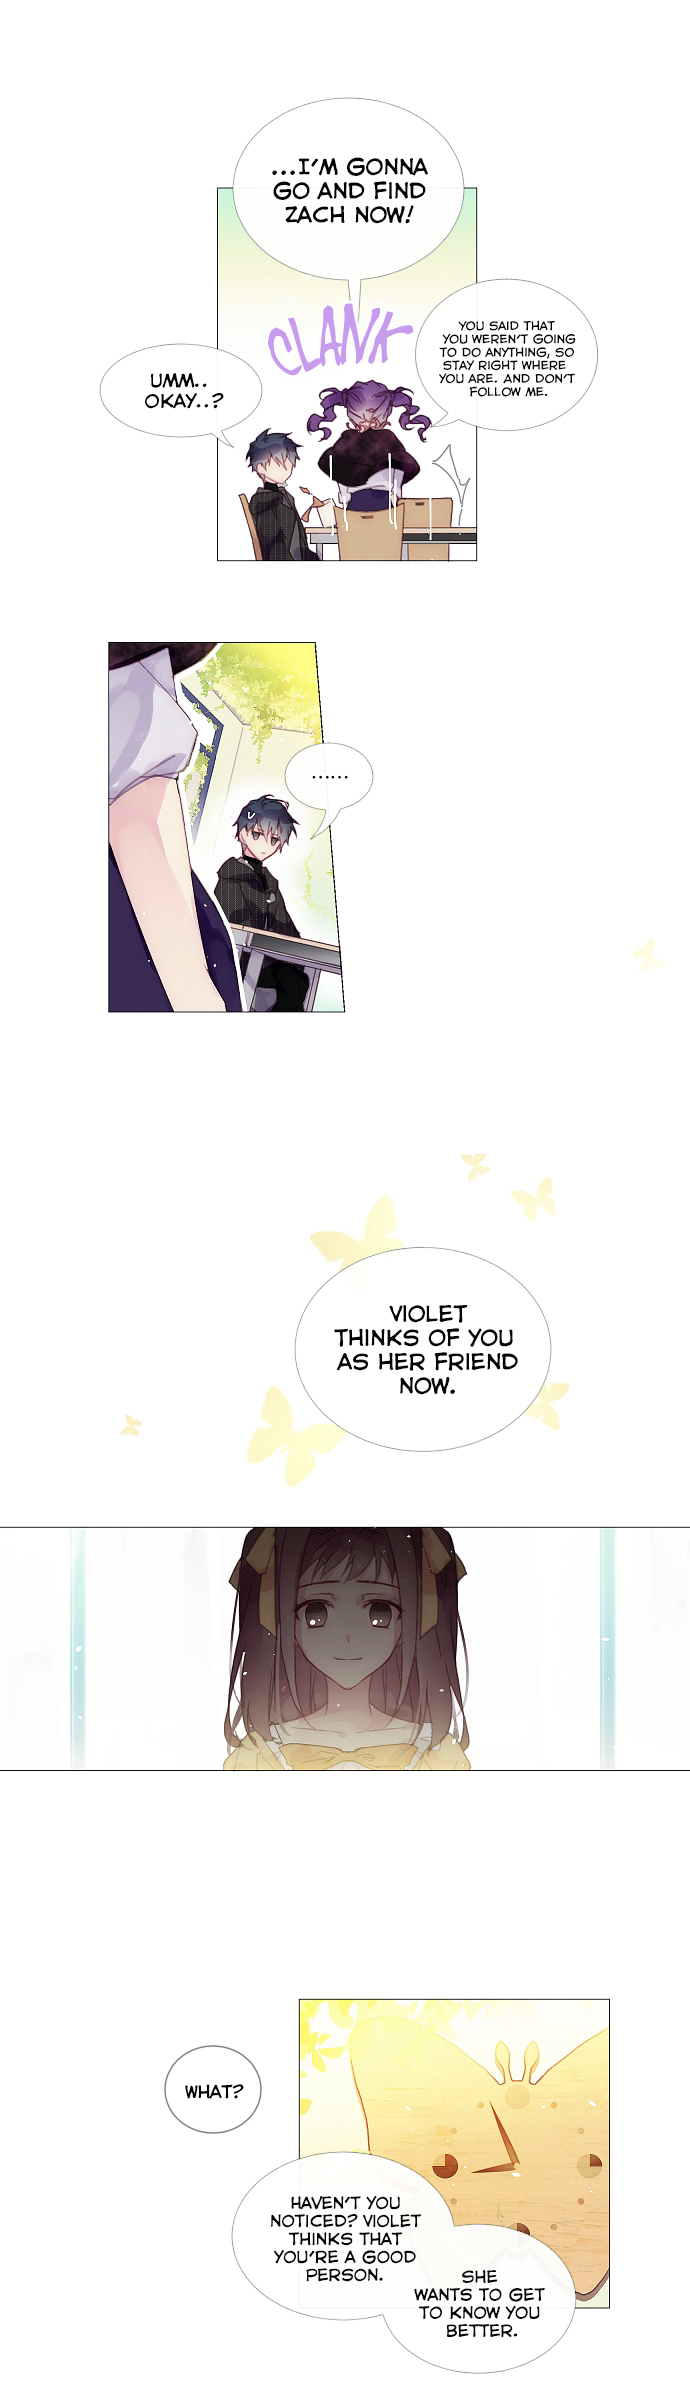 ...I'M GONNA
GO AND FIND
ZACH NOW!
CLANK
YOU SAID THAT
YOU WEREN'T GOING
TO DO ANYTHING, SO
STAY RIGHT WHERE
YOU ARE. AND DON'T
FOLLOW ME.
UMM..
OKAY..?
......
VIOLET
THINKS OF YOU
AS HER FRIEND
NOW.
WHAT?
HAVEN'T YOU
NOTICED? VIOLET
THINKS THAT
YOU'RE A GOOD
PERSON.
SHE
WANTS TO GET
TO KNOW YOU
BETTER.